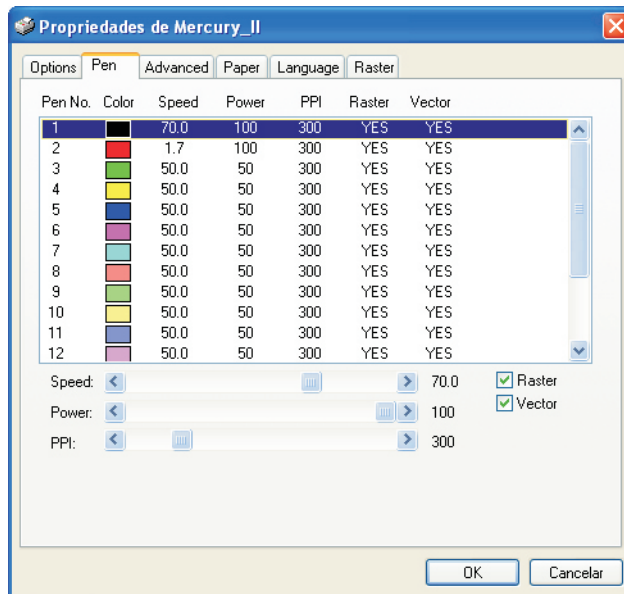 Propriedades de Mercury_II
Options Pen Advanced Paper Language Raster
Pen No. Color Speed Power PPI Raster Vector
1 70.0 100 300 YES YES
2 1.7 100 300 YES YES
3 50.0 50 300 YES YES
4 50.0 50 300 YES YES
5 50.0 50 300 YES YES
6 50.0 50 300 YES YES
7 50.0 50 300 YES YES
8 50.0 50 300 YES YES
9 50.0 50 300 YES YES
10 50.0 50 300 YES YES
11 50.0 50 300 YES YES
12 50.0 50 300 YES YES
Speed: 70.0 Raster
Power: 100 Vector
PPI: 300
OK Cancelar